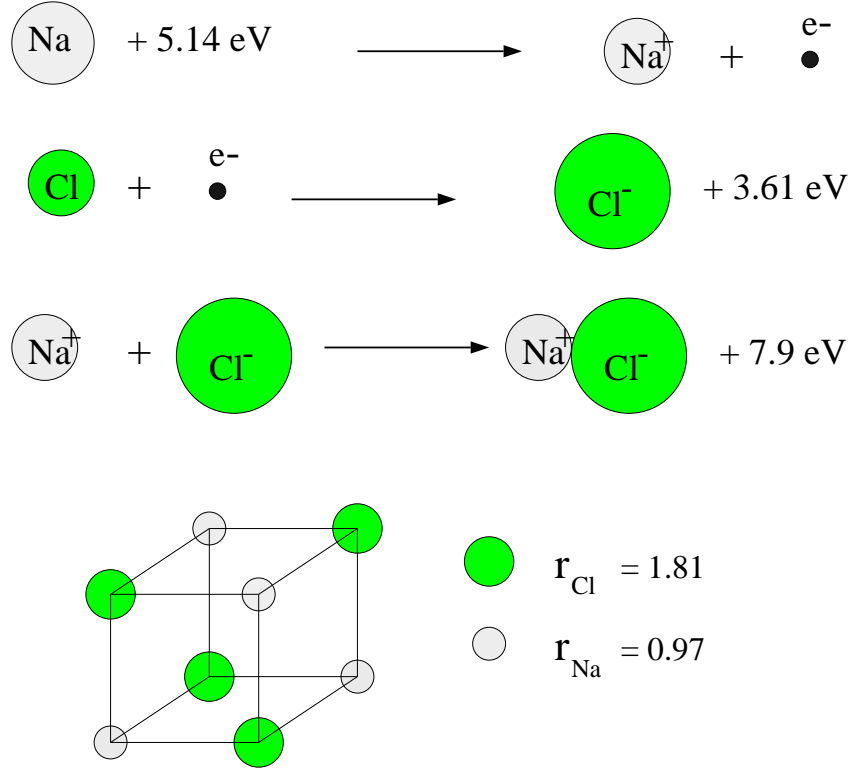 Na + 5.14 eV Na+ + e-
Cl + e- Cl- + 3.61 eV
Na+ + Cl- Na+ Cl- + 7.9 eV
rCl = 1.81
rNa = 0.97